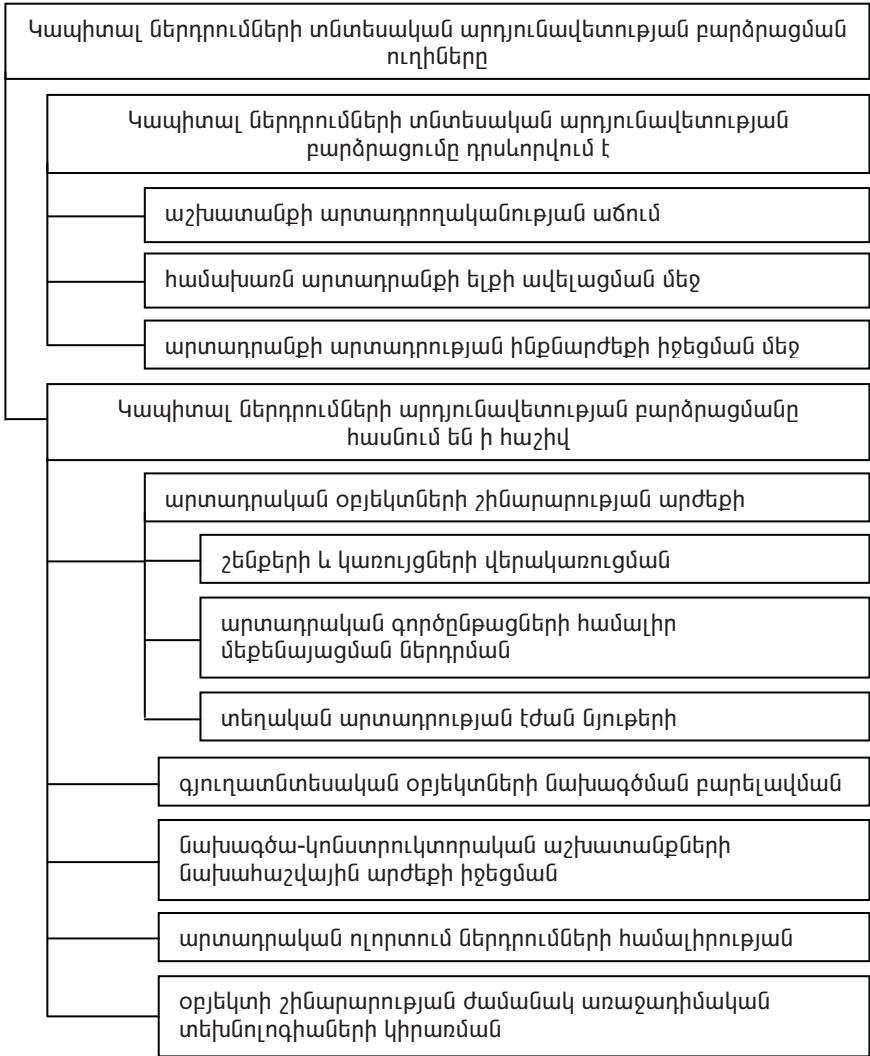 Կապիտալ ներդրումների տնտեսական արդյունավետության բարձրացման
ուղիները
Կապիտալ ներդրումների տնտեսական արդյունավետության
բարձրացումը դրսևորվում է
աշխատանքի արտադրողականության աճում
համախառն արտադրանքի ելքի ավելացման մեջ
արտադրանքի արտադրության ինքնարժեքի իջեցման մեջ
Կապիտալ ներդրումների արդյունավետության բարձրացմանը
հասնում են ի հաշիվ
արտադրական օբյեկտների շինարարության արժեքի
շենքերի և կառույցների վերակառուցման
արտադրական գործընթացների համալիր
մեքենայացման ներդրման
տեղական արտադրության էժան նյութերի
գյուղատնտեսական օբյեկտների նախագծման բարելավման
նախագծա-կոնստրուկտորական աշխատանքների
նախահաշվային արժեքի իջեցման
արտադրական ոլորտում ներդրումների համալիրության
օբյեկտի շինարարության ժամանակ առաջադիմական
տեխնոլոգիաների կիրառման